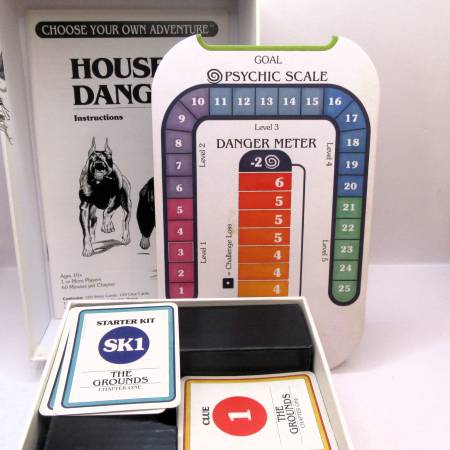 CHOOSE YOUR OWN ADVENTURE
HOUSE
DANG
Instructions
Ages 10+
1 or More Players
60 Minutes per Chapter
GOAL
PSYCHIC SCALE
10 11 12 13 14 15 16
9 17
8 18
7 19
6 20
5 21
4 22
3 23
2 24
1 25
Level 1
Level 2
Level 3
Level 4
Level 5
DANGER METER
-2
6
5
5
5
4
4
4
= Challenge Loss
STARTER KIT
SK1
THE
GROUNDS
CHAPTER ONE
CLUE
1
THE
GROUNDS
CHAPTER ONE